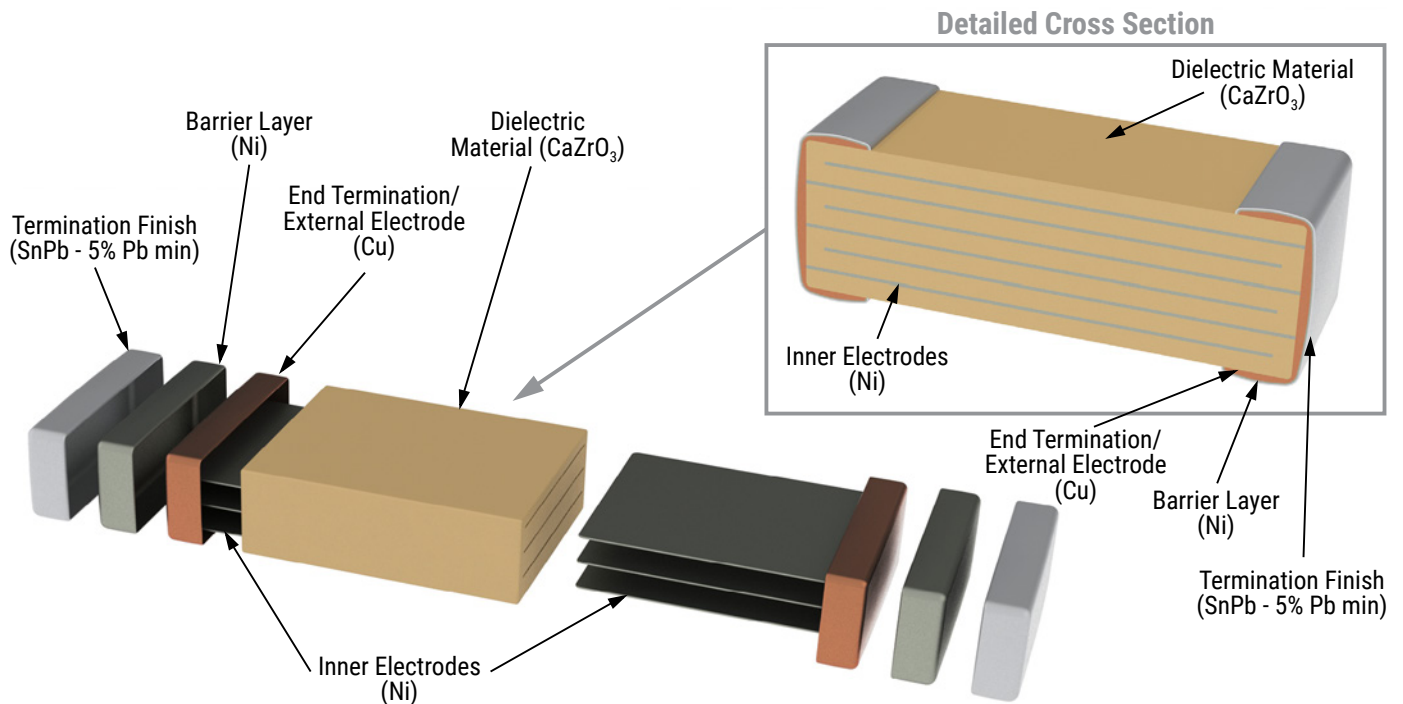 Detailed Cross Section
Dielectric Material
(CaZrO₃)
Barrier Layer
(Ni)
Dielectric
Material (CaZrO₃)
End Termination/
External Electrode
(Cu)
Termination Finish
(SnPb - 5% Pb min)
Inner Electrodes
(Ni)
End Termination/
External Electrode
(Cu)
Barrier Layer
(Ni)
Termination Finish
(SnPb - 5% Pb min)
Inner Electrodes
(Ni)